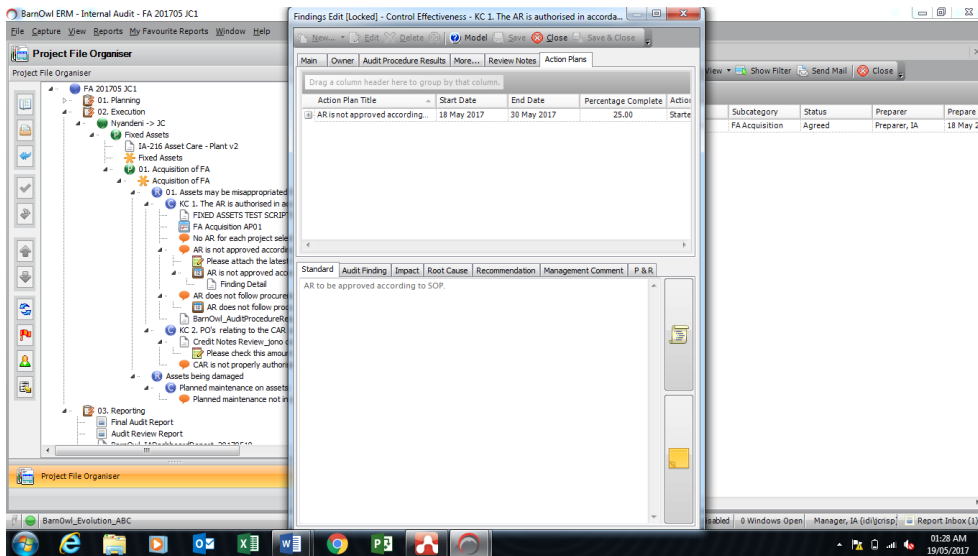 BarnOwl ERM - Internal Audit - FA 201705 JC1
File Capture View Reports My Favourite Reports Window Help
Project File Organiser
Project File Organiser
FA 201705 JC1
01. Planning
02. Execution
Nyandeni -> JC
Fixed Assets
IA-216 Asset Care - Plant v2
Fixed Assets
01. Acquisition of FA
Acquisition of FA
01. Assets may be misappropriated
KC 1. The AR is authorised in ac
FIXED ASSETS TEST SCRIPT
FA Acquisition AP01
No AR for each project sele
AR is not approved accordi
Please attach the latest
AR is not approved acco
Finding Detail
AR does not follow procure
AR does not follow proc
BarnOwl_AuditProcedureRe
KC 2. PO's relating to the CAR
Credit Notes Review_jono
Please check this amoun
CAR is not properly authoris
Assets being damaged
Planned maintenance on assets
Planned maintenance not in
03. Reporting
Final Audit Report
Audit Review Report
Project File Organiser
BarnOwl_Evolution_ABC
Findings Edit [Locked] - Control Effectiveness - KC 1. The AR is authorised in accorda...
New... Edit Delete Model Save Close Save & Close
Main Owner Audit Procedure Results More... Review Notes Action Plans
Drag a column header here to group by that column.
Action Plan Title Start Date End Date Percentage Complete Action
AR is not approved according... 18 May 2017 30 May 2017 25.00 Starte
Standard Audit Finding Impact Root Cause Recommendation Management Comment P & R
AR to be approved according to SOP.
View Show Filter Send Mail Close
Subcategory Status Preparer Prepare
FA Acquisition Agreed Preparer, IA 18 May 2
sabled 0 Windows Open Manager, IA (idi\jcrisp) Report Inbox (1)
01:28 AM
19/05/2017